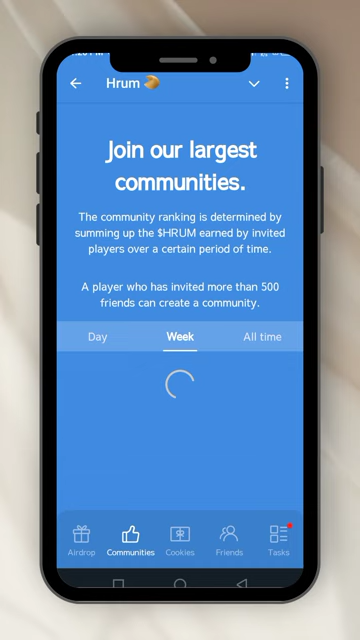 Hrum
Join our largest
communities.
The community ranking is determined by
summing up the $HRUM earned by invited
players over a certain period of time.
A player who has invited more than 500
friends can create a community.
Day Week All time
Airdrop Communities Cookies Friends Tasks